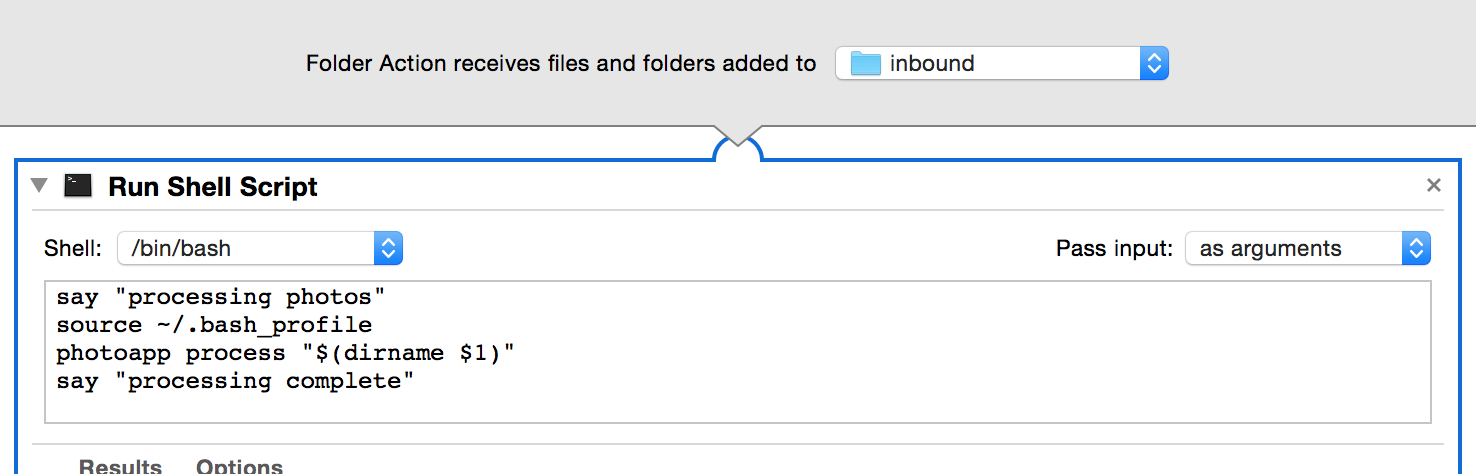 Folder Action receives files and folders added to inbound
Run Shell Script
Shell: /bin/bash Pass input: as arguments
say "processing photos"
source ~/.bash_profile
photoapp process "$(dirname $1)"
say "processing complete"
Results Options